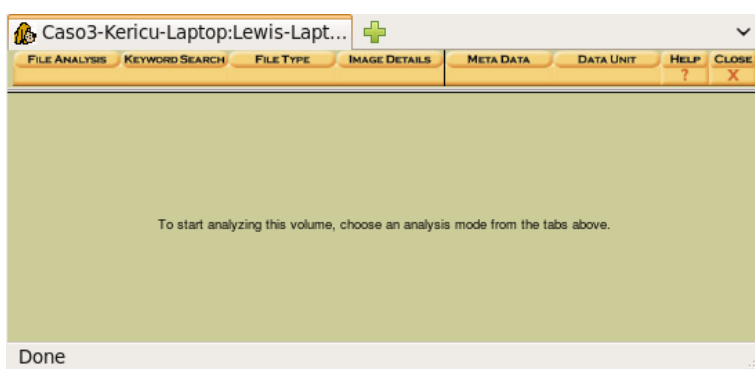 Caso3-Kericu-Laptop:Lewis-Lapt...
FILE ANALYSIS KEYWORD SEARCH FILE TYPE IMAGE DETAILS META DATA DATA UNIT HELP CLOSE
? X
To start analyzing this volume, choose an analysis mode from the tabs above.
Done